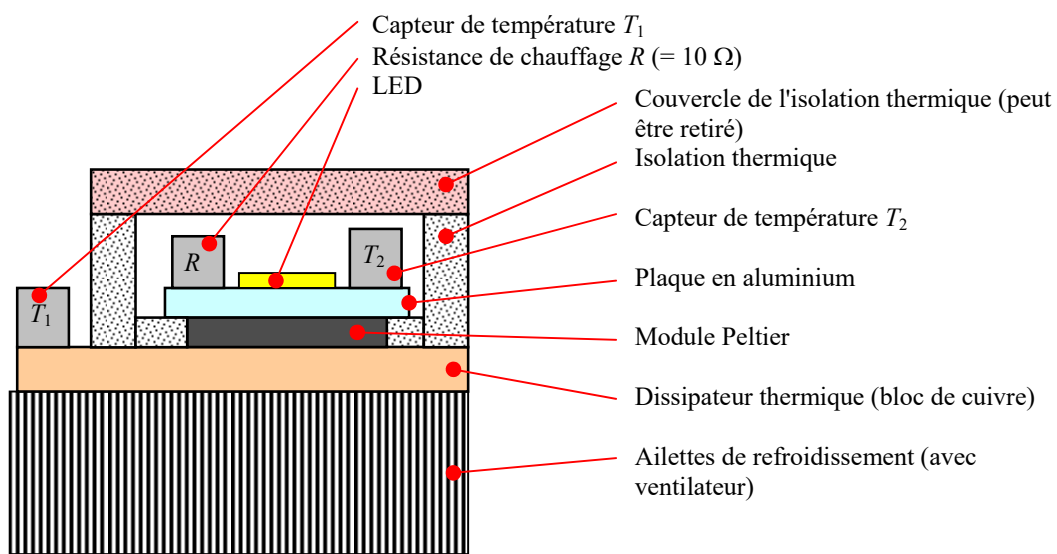 Capteur de température T₁
Résistance de chauffage R (= 10 Ω)
LED
Couvercle de l'isolation thermique (peut
être retiré)
Isolation thermique
Capteur de température T₂
Plaque en aluminium
Module Peltier
Dissipateur thermique (bloc de cuivre)
Ailettes de refroidissement (avec
ventilateur)
R
T₂
T₁